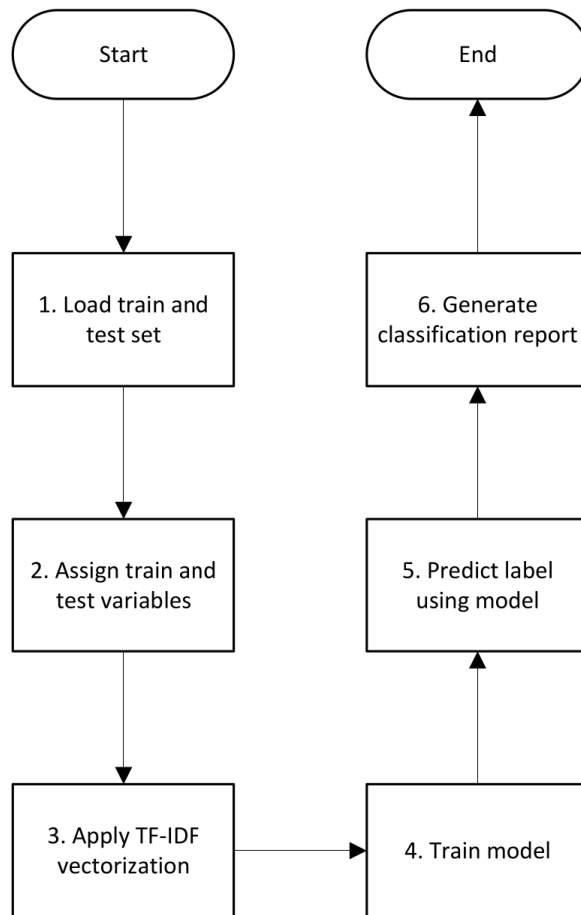 Start
1. Load train and
test set
2. Assign train and
test variables
3. Apply TF-IDF
vectorization
4. Train model
5. Predict label
using model
6. Generate
classification report
End